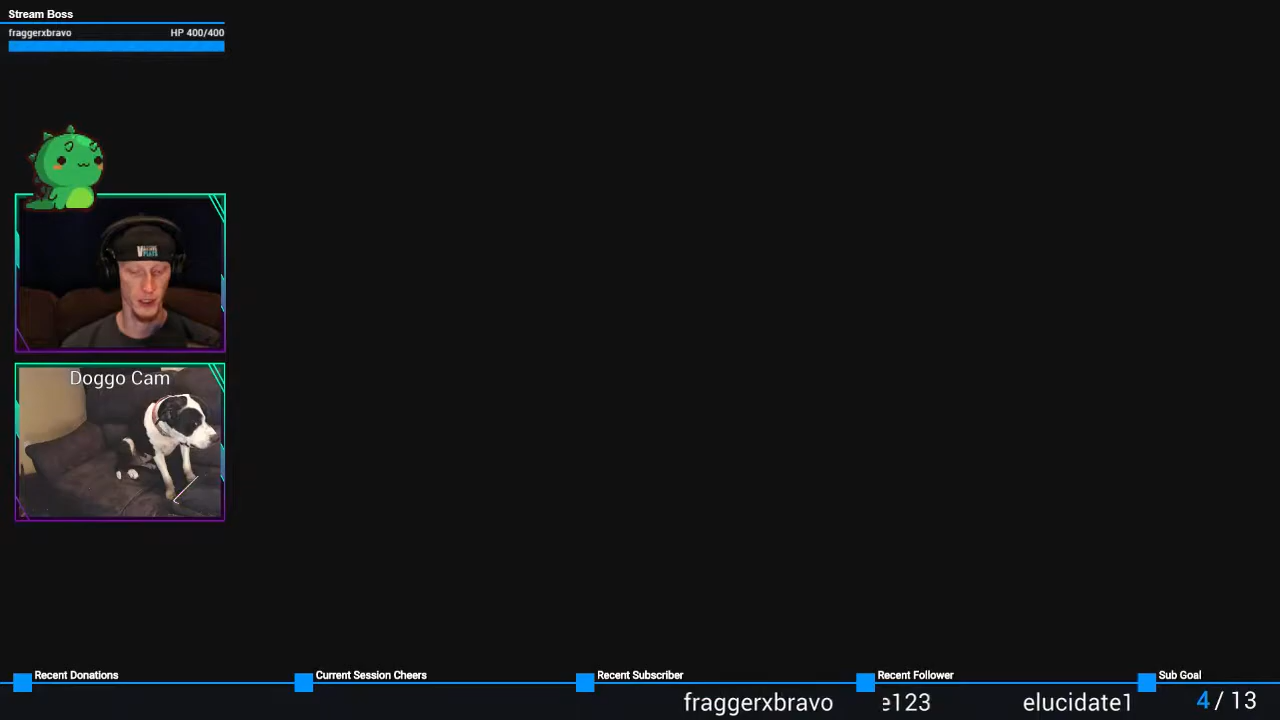 Stream Boss
fraggerxbravo HP 400/400
Doggo Cam
Recent Donations Current Session Cheers Recent Subscriber Recent Follower Sub Goal
fraggerxbravo e123 elucidate1 4 / 13